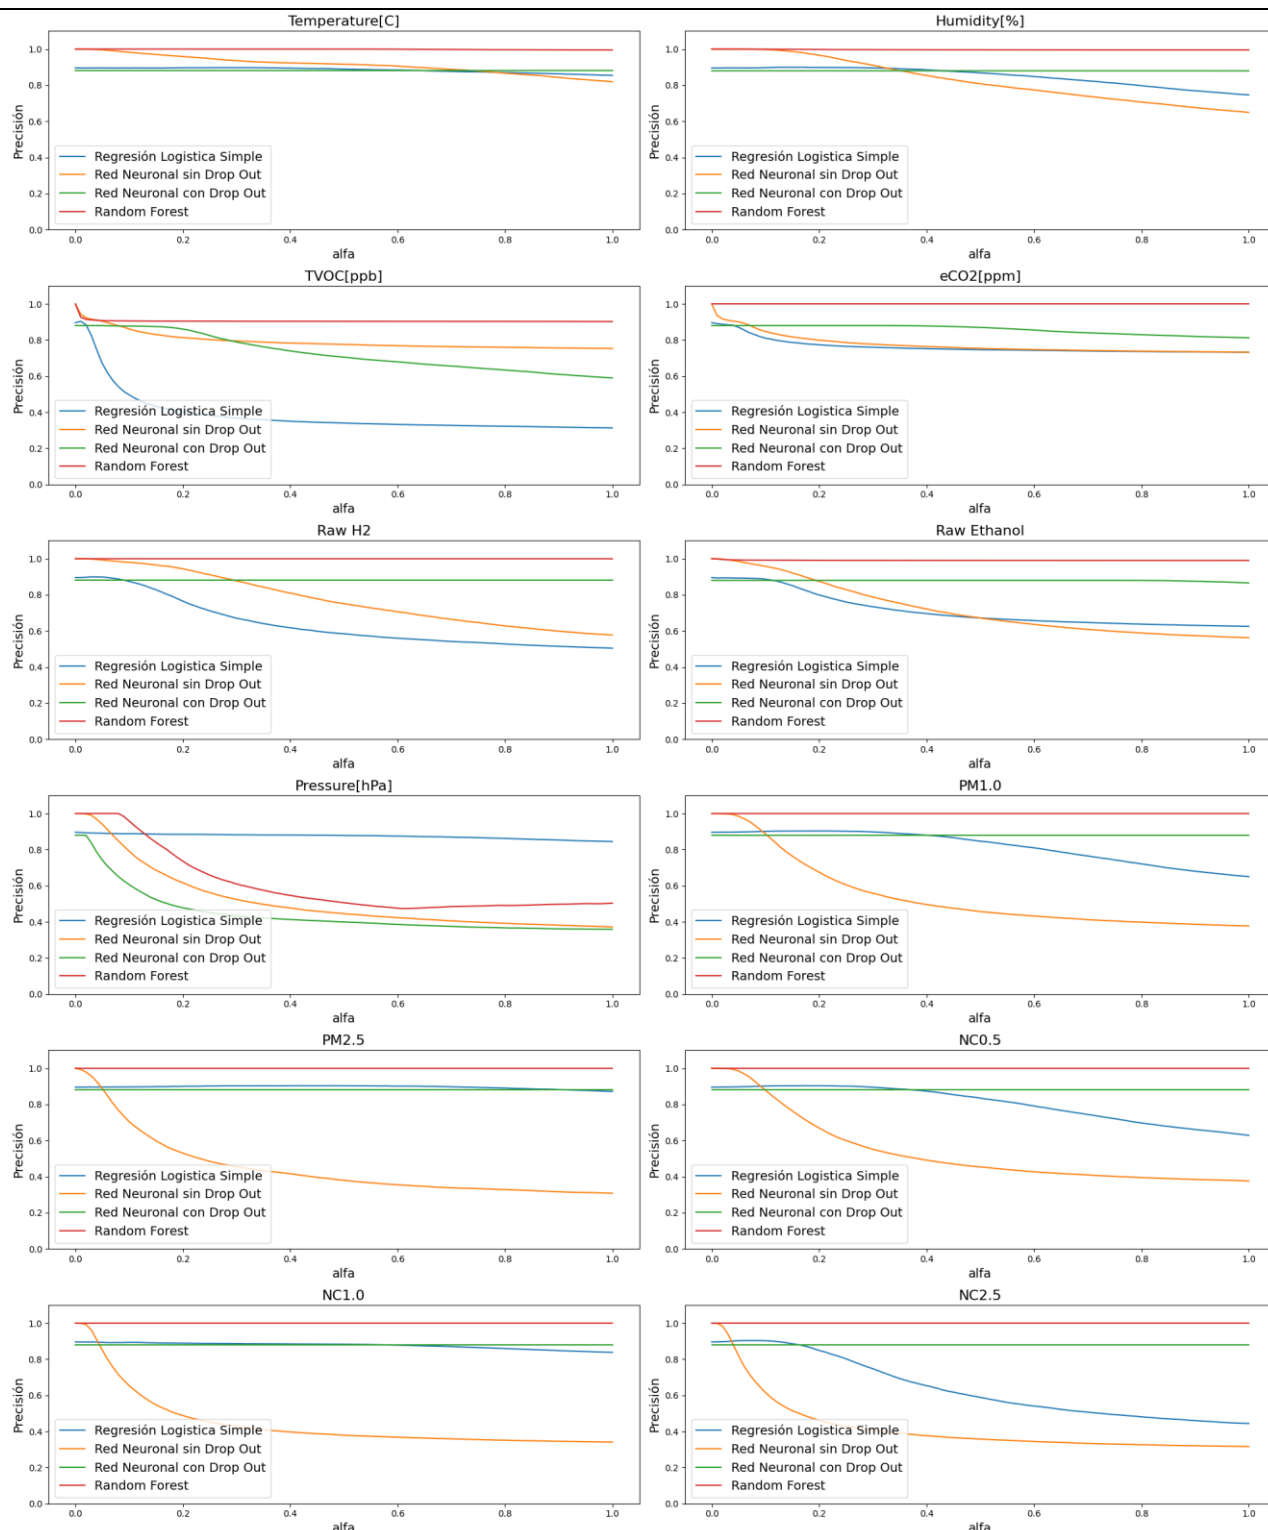 Temperature[C]
Precisión
1.0
0.8
0.6
0.4
0.2
0.0
Regresión Logistica Simple
Red Neuronal sin Drop Out
Red Neuronal con Drop Out
Random Forest
0.0 0.2 0.4 0.6 0.8 1.0
alfa
Humidity[%]
Precisión
1.0
0.8
0.6
0.4
0.2
0.0
Regresión Logistica Simple
Red Neuronal sin Drop Out
Red Neuronal con Drop Out
Random Forest
0.0 0.2 0.4 0.6 0.8 1.0
alfa
TVOC[ppb]
Precisión
1.0
0.8
0.6
0.4
0.2
0.0
Regresión Logistica Simple
Red Neuronal sin Drop Out
Red Neuronal con Drop Out
Random Forest
0.0 0.2 0.4 0.6 0.8 1.0
alfa
eCO2[ppm]
Precisión
1.0
0.8
0.6
0.4
0.2
0.0
Regresión Logistica Simple
Red Neuronal sin Drop Out
Red Neuronal con Drop Out
Random Forest
0.0 0.2 0.4 0.6 0.8 1.0
alfa
Raw H2
Precisión
1.0
0.8
0.6
0.4
0.2
0.0
Regresión Logistica Simple
Red Neuronal sin Drop Out
Red Neuronal con Drop Out
Random Forest
0.0 0.2 0.4 0.6 0.8 1.0
alfa
Raw Ethanol
Precisión
1.0
0.8
0.6
0.4
0.2
0.0
Regresión Logistica Simple
Red Neuronal sin Drop Out
Red Neuronal con Drop Out
Random Forest
0.0 0.2 0.4 0.6 0.8 1.0
alfa
Pressure[hPa]
Precisión
1.0
0.8
0.6
0.4
0.2
0.0
Regresión Logistica Simple
Red Neuronal sin Drop Out
Red Neuronal con Drop Out
Random Forest
0.0 0.2 0.4 0.6 0.8 1.0
alfa
PM1.0
Precisión
1.0
0.8
0.6
0.4
0.2
0.0
Regresión Logistica Simple
Red Neuronal sin Drop Out
Red Neuronal con Drop Out
Random Forest
0.0 0.2 0.4 0.6 0.8 1.0
alfa
PM2.5
Precisión
1.0
0.8
0.6
0.4
0.2
0.0
Regresión Logistica Simple
Red Neuronal sin Drop Out
Red Neuronal con Drop Out
Random Forest
0.0 0.2 0.4 0.6 0.8 1.0
alfa
NC0.5
Precisión
1.0
0.8
0.6
0.4
0.2
0.0
Regresión Logistica Simple
Red Neuronal sin Drop Out
Red Neuronal con Drop Out
Random Forest
0.0 0.2 0.4 0.6 0.8 1.0
alfa
NC1.0
Precisión
1.0
0.8
0.6
0.4
0.2
0.0
Regresión Logistica Simple
Red Neuronal sin Drop Out
Red Neuronal con Drop Out
Random Forest
0.0 0.2 0.4 0.6 0.8 1.0
alfa
NC2.5
Precisión
1.0
0.8
0.6
0.4
0.2
0.0
Regresión Logistica Simple
Red Neuronal sin Drop Out
Red Neuronal con Drop Out
Random Forest
0.0 0.2 0.4 0.6 0.8 1.0
alfa